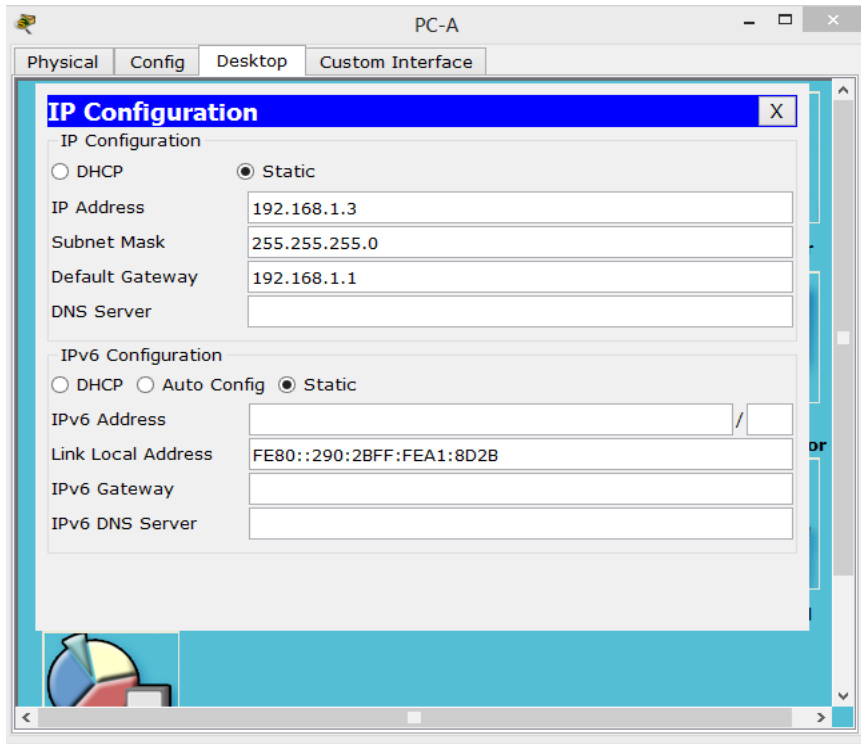 PC-A
Physical Config Desktop Custom Interface
IP Configuration X
IP Configuration
DHCP Static
IP Address 192.168.1.3
Subnet Mask 255.255.255.0
Default Gateway 192.168.1.1
DNS Server
IPv6 Configuration
DHCP Auto Config Static
IPv6 Address /
Link Local Address FE80::290:2BFF:FEA1:8D2B
IPv6 Gateway
IPv6 DNS Server
or